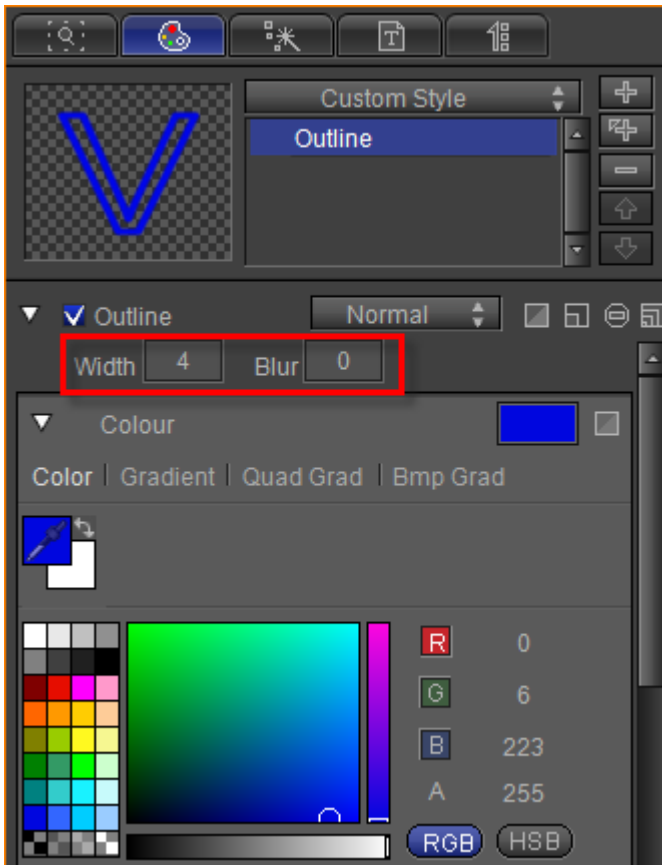 T
Custom Style
Outline
Outline Normal
Width 4 Blur 0
Colour
Color | Gradient | Quad Grad | Bmp Grad
R 0
G 6
B 223
A 255
RGB HSB